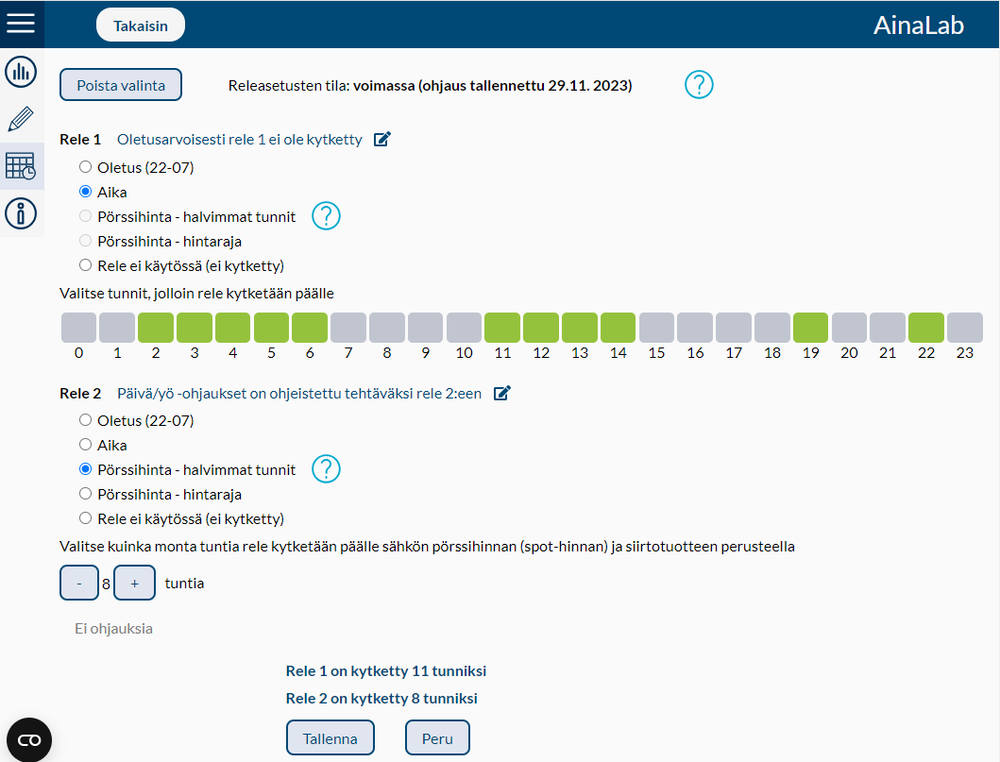 Takaisin AinaLab
Poista valinta Releasetusten tila: voimassa (ohjaus tallennettu 29.11. 2023) ?
Rele 1 Oletusarvoisesti rele 1 ei ole kytketty
Oletus (22-07)
Aika
Pörssihinta - halvimmat tunnit ?
Pörssihinta - hintaraja
Rele ei käytössä (ei kytketty)
Valitse tunnit, jolloin rele kytketään päälle
0 1 2 3 4 5 6 7 8 9 10 11 12 13 14 15 16 17 18 19 20 21 22 23
Rele 2 Päivä/yö -ohjaukset on ohjeistettu tehtäväksi rele 2:een
Oletus (22-07)
Aika
Pörssihinta - halvimmat tunnit ?
Pörssihinta - hintaraja
Rele ei käytössä (ei kytketty)
Valitse kuinka monta tuntia rele kytketään päälle sähkön pörssihinnan (spot-hinnan) ja siirtotuotteen perusteella
- 8 + tuntia
Ei ohjauksia
Rele 1 on kytketty 11 tunniksi
Rele 2 on kytketty 8 tunniksi
Tallenna Peru